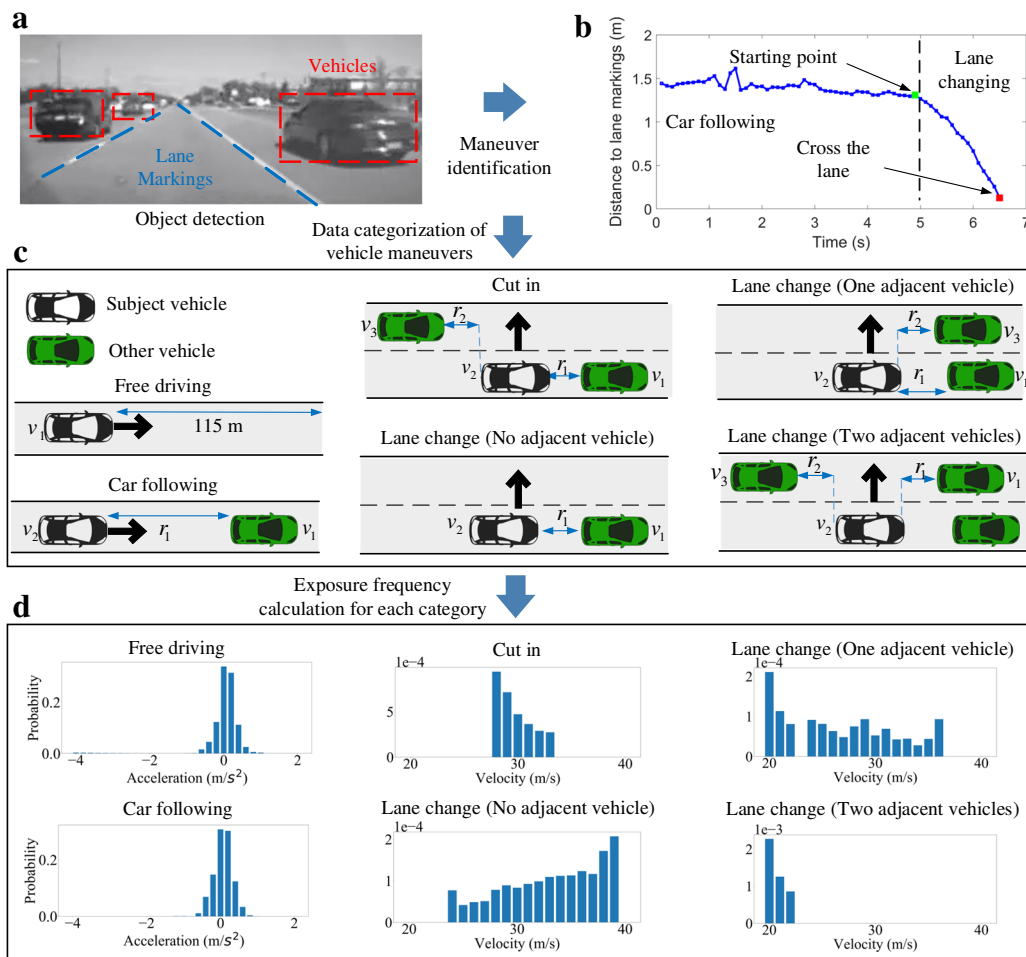 a
Vehicles
Lane
Markings
Object detection
Maneuver
identification
b
Distance to lane markings (m)
2
1.5
1
0.5
0
Starting point
Lane
changing
Car following
Cross the
lane
0 1 2 3 4 5 6 7
Time (s)
Data categorization of
vehicle maneuvers
c
Subject vehicle
Other vehicle
Free driving
v1
115 m
Car following
v2 r1 v1
Cut in
v3 r2
v2 r1 v1
Lane change (No adjacent vehicle)
v2 r1 v1
Lane change (One adjacent vehicle)
r2 v3
v2 r1 v1
Lane change (Two adjacent vehicles)
v3 r2 r1 v1
v2
Exposure frequency
calculation for each category
d
Free driving
Probability
0.2
0.0
−4 −2 0 2
Acceleration (m/s²)
Cut in
1e−4
5
0
20 30 40
Velocity (m/s)
Lane change (One adjacent vehicle)
1e−4
2
1
0
20 30 40
Velocity (m/s)
Car following
Probability
0.2
0.0
−4 −2 0 2
Acceleration (m/s²)
Lane change (No adjacent vehicle)
1e−4
2
1
0
20 30 40
Velocity (m/s)
Lane change (Two adjacent vehicles)
1e−3
2
1
0
20 30 40
Velocity (m/s)